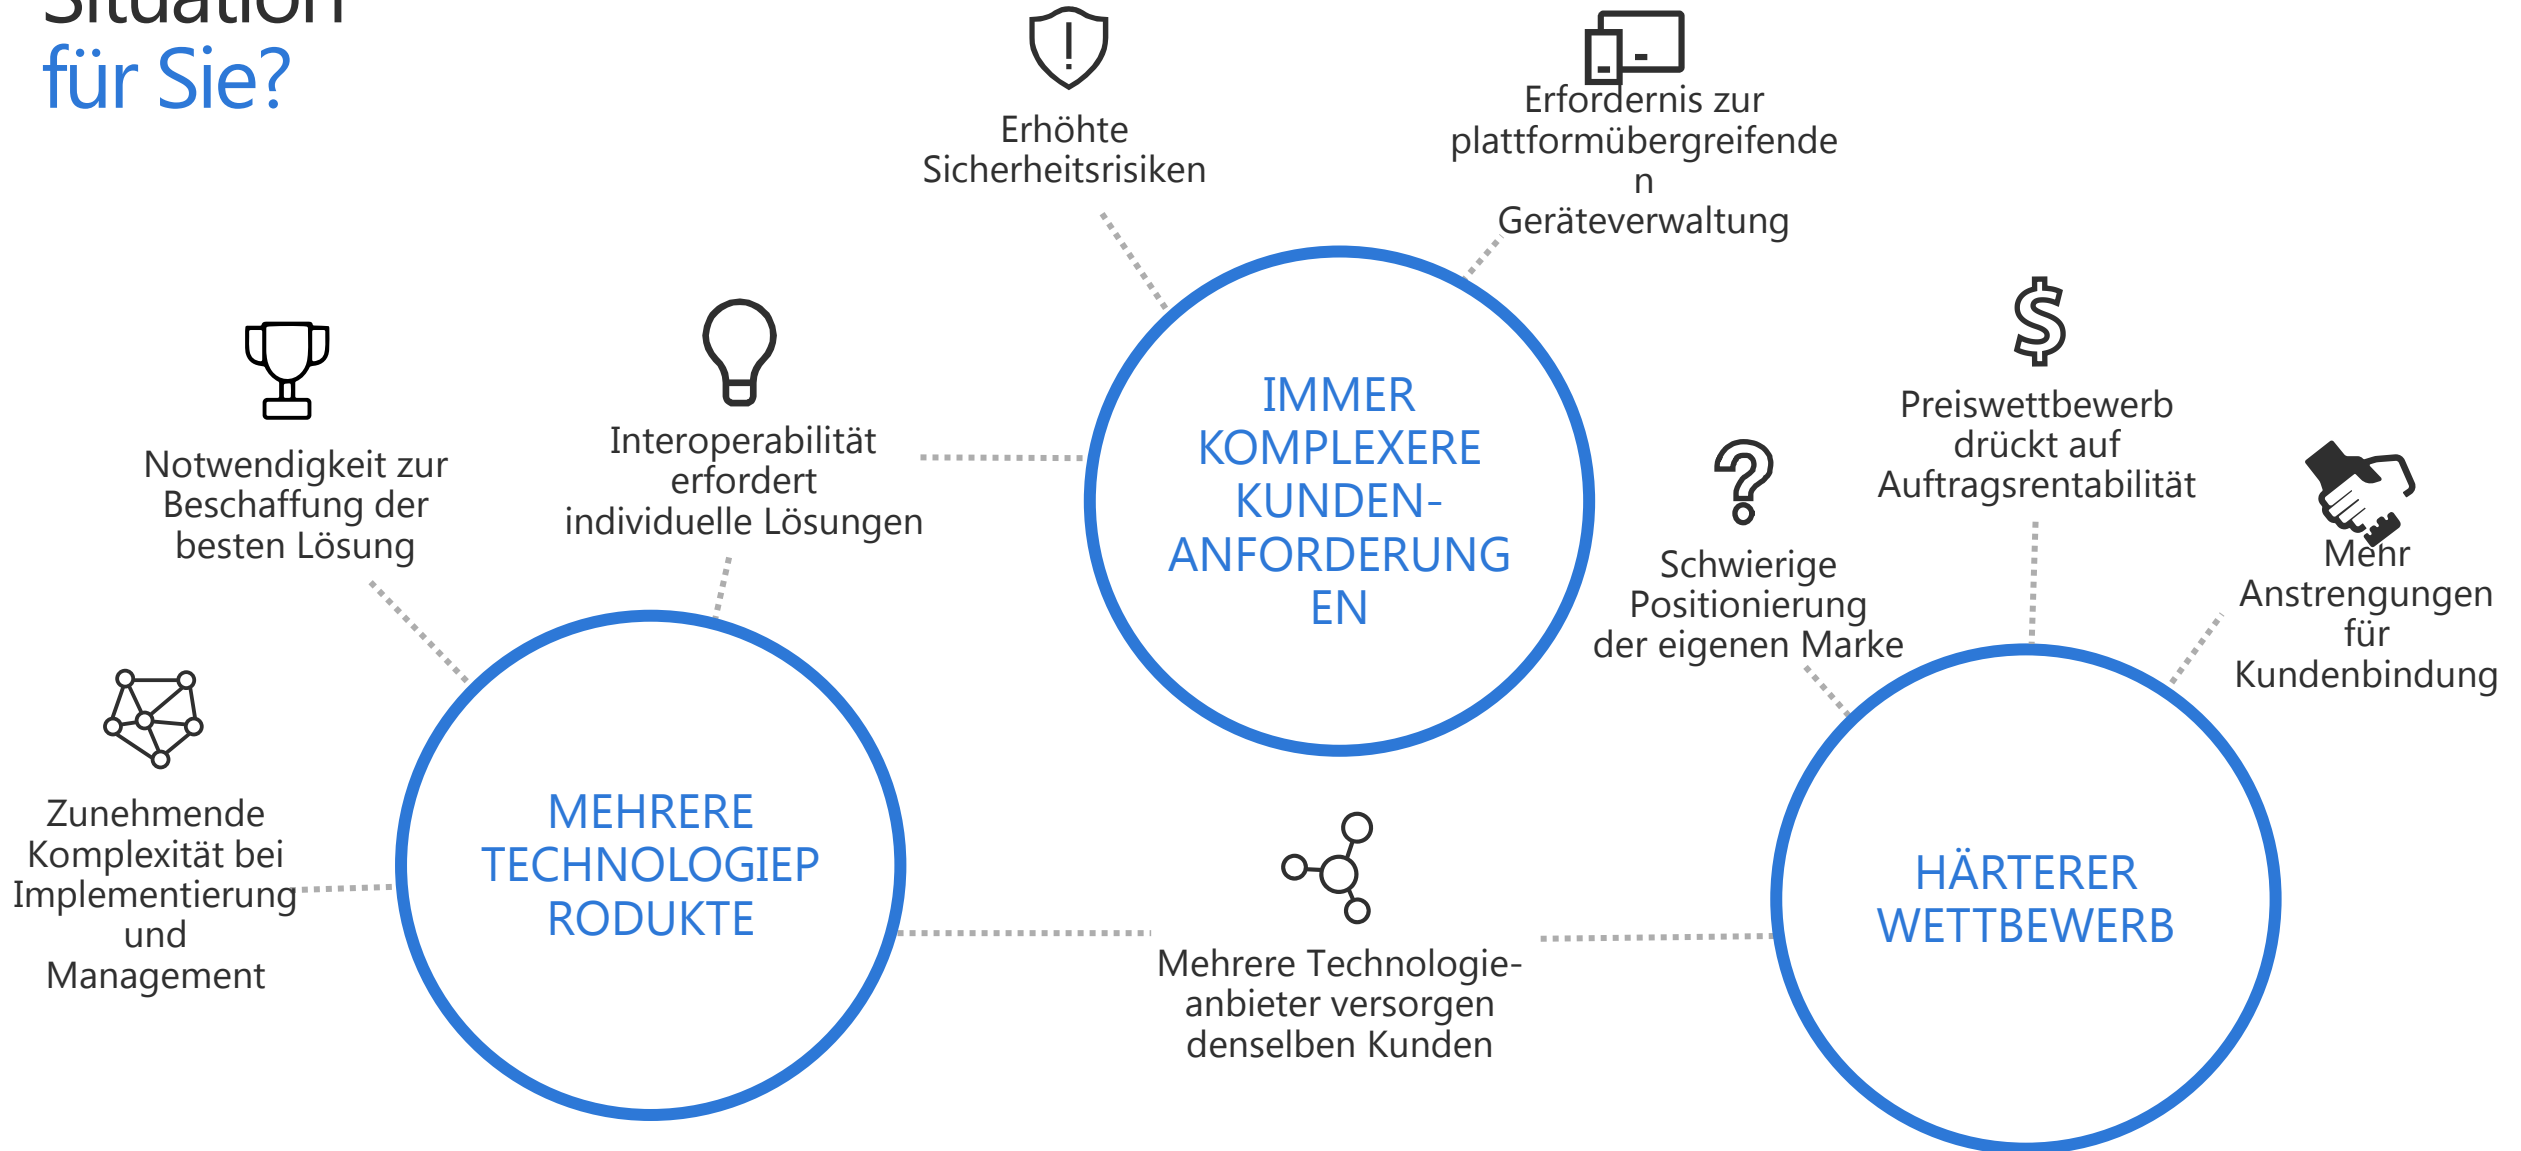 Situation
für Sie?
Erhöhte
Sicherheitsrisiken
Erfordernis zur
plattformübergreifende
n
Geräteverwaltung
Notwendigkeit zur
Beschaffung der
besten Lösung
Interoperabilität
erfordert
individuelle Lösungen
IMMER
KOMPLEXERE
KUNDEN-
ANFORDERUNG
EN
Schwierige
Positionierung
der eigenen Marke
Preiswettbewerb
drückt auf
Auftragsrentabilität
Mehr
Anstrengungen
für
Kundenbindung
Zunehmende
Komplexität bei
Implementierung
und
Management
MEHRERE
TECHNOLOGIEP
RODUKTE
Mehrere Technologie-
anbieter versorgen
denselben Kunden
HÄRTERER
WETTBEWERB